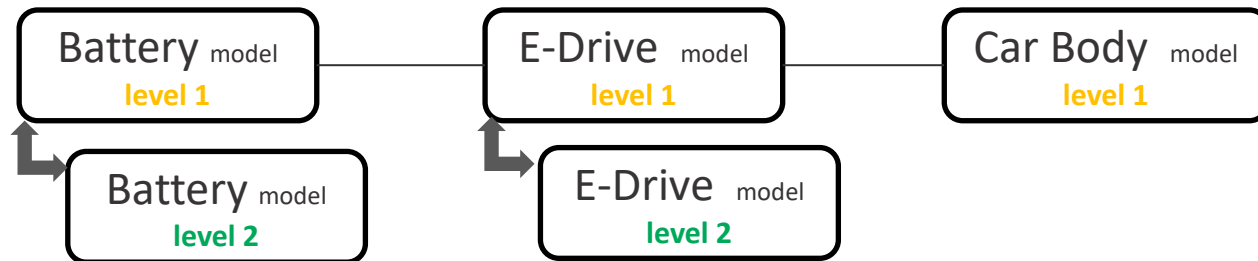 Battery model
level 1
E-Drive model
level 1
Car Body model
level 1
Battery model
level 2
E-Drive model
level 2